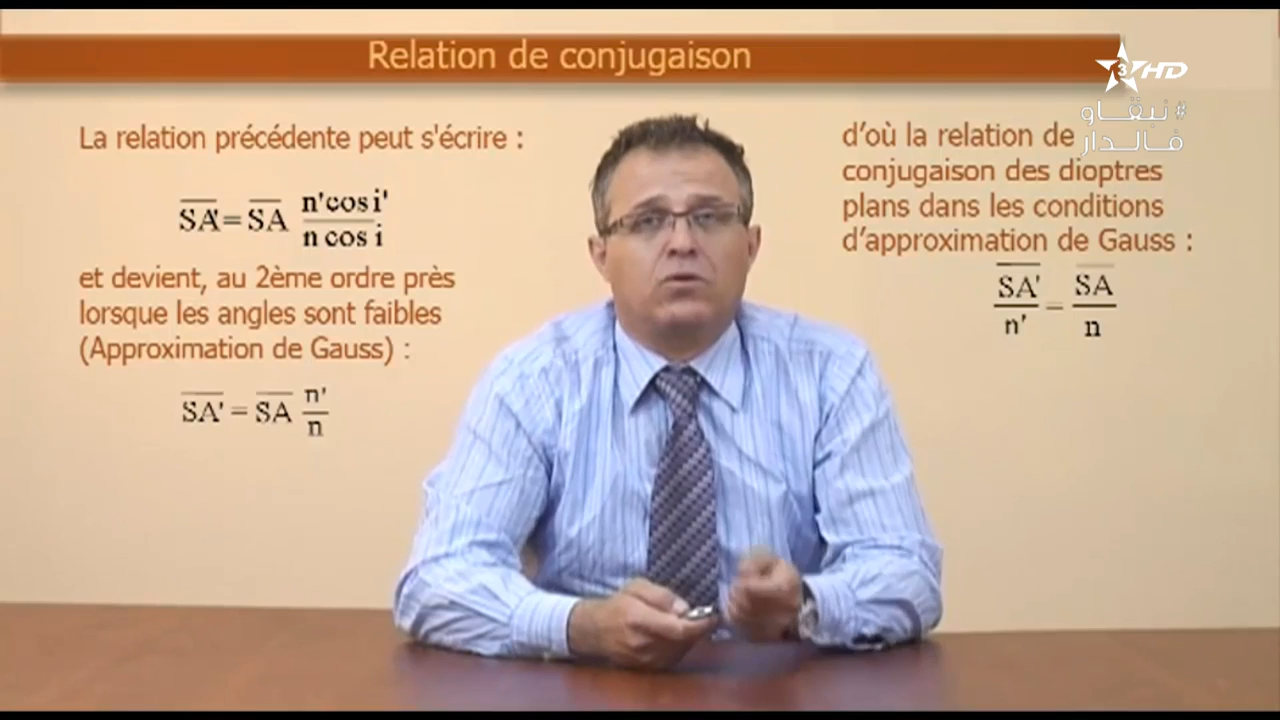 Relation de conjugaison
3 HD
#نبقاو
فالدار
La relation précédente peut s'écrire :
SA' = SA n'cos i' / n cos i
et devient, au 2ème ordre près
lorsque les angles sont faibles
(Approximation de Gauss) :
SA' = SA n' / n
d'où la relation de
conjugaison des dioptres
plans dans les conditions
d'approximation de Gauss :
SA' / n' = SA / n